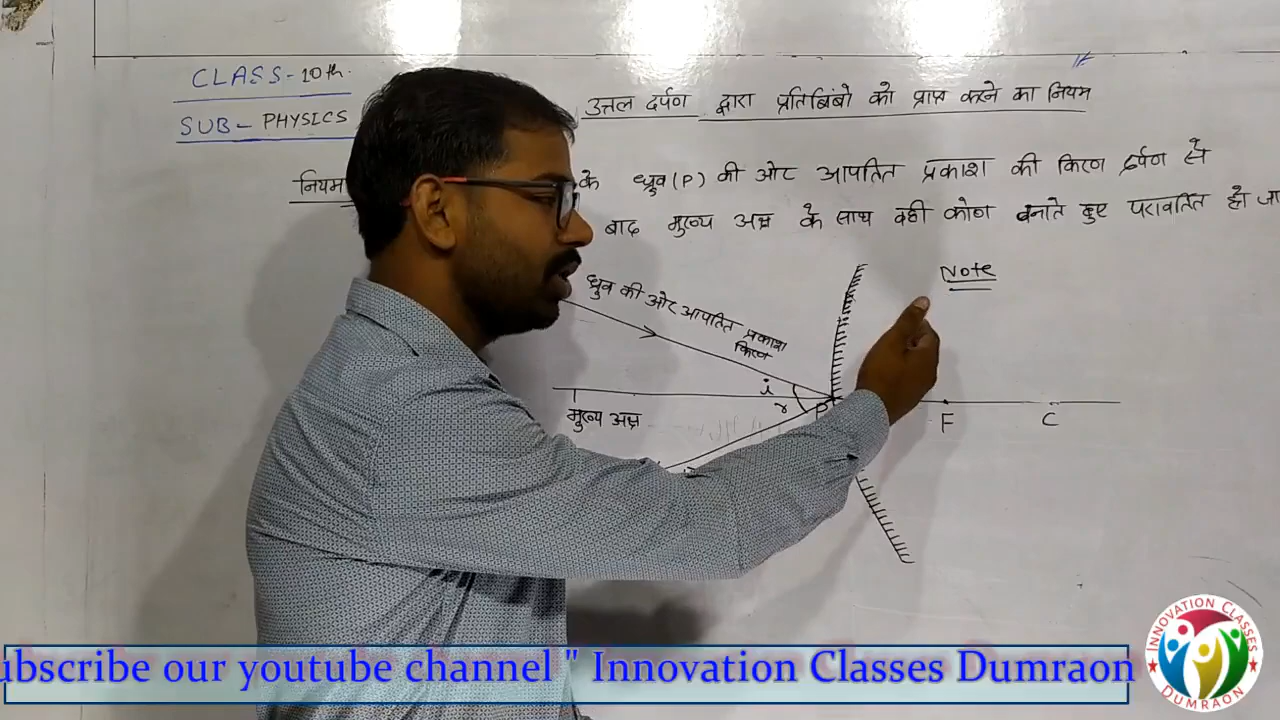 CLASS-10th.
SUB- PHYSICS
उत्तल दर्पण द्वारा प्रतिबिंबो को प्राप्त करने का नियम
नियम
के ध्रुव (P) की ओर आपतित प्रकाश की किरण दर्पण से
बाद मुख्य अक्ष के साथ वही कोण बनाते हुए परावर्तित हो जा
Note
ध्रुव की ओर आपतित प्रकाश
किरण
i
r
P
F
C
मुख्य अक्ष
ubscribe our youtube channel " Innovation Classes Dumraon
INNOVATION CLASSES
DUMRAON